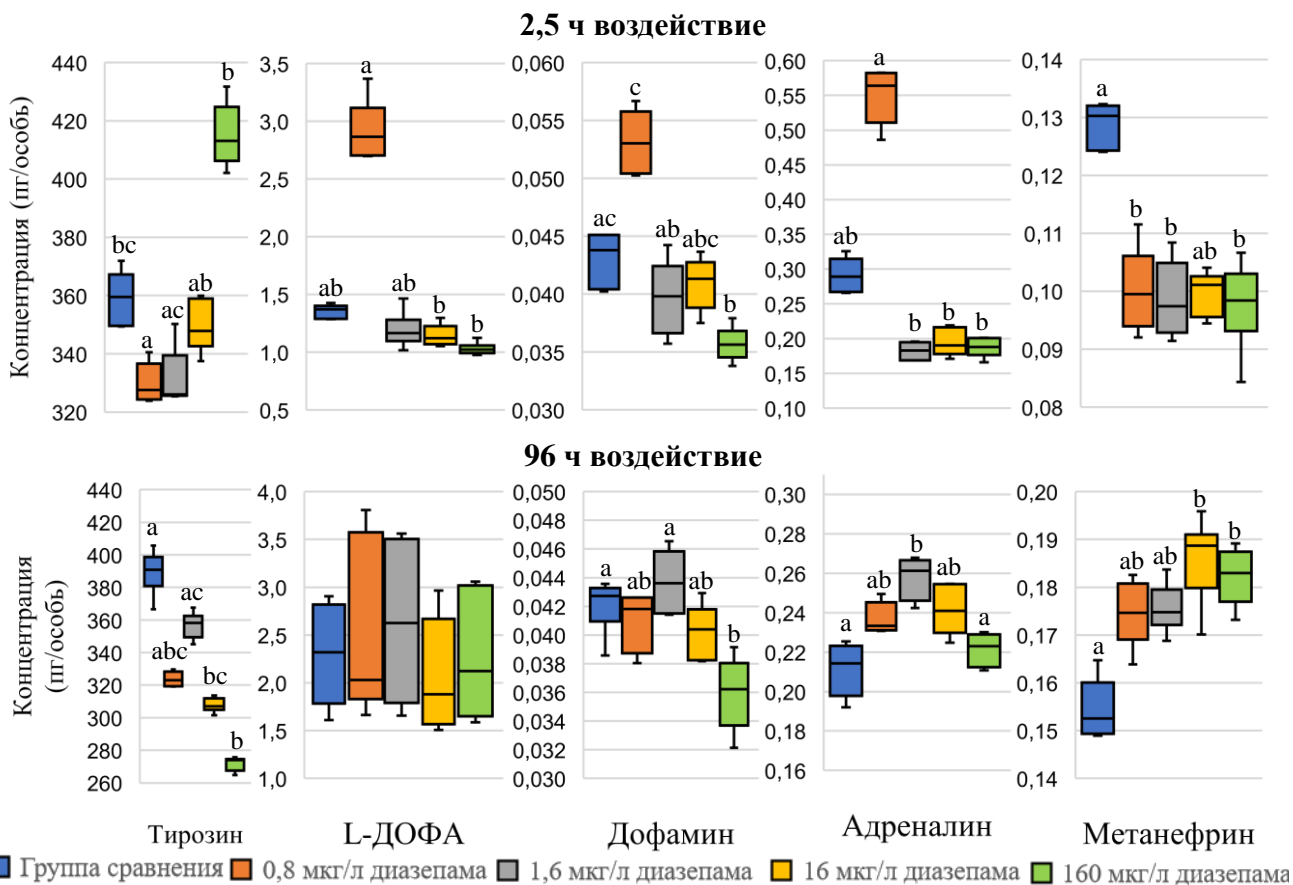 2,5 ч воздействие
Концентрация (пг/особь)
440
420
400
380
360
340
320
bc
a
ac
ab
b
3,5
3,0
2,5
2,0
1,5
1,0
0,5
ab
a
ab
b
b
0,060
0,055
0,050
0,045
0,040
0,035
0,030
ac
c
ab
abc
b
0,60
0,55
0,50
0,45
0,40
0,35
0,30
0,25
0,20
0,15
0,10
ab
a
b
b
b
0,14
0,13
0,12
0,11
0,10
0,09
0,08
a
b
b
ab
b
96 ч воздействие
Концентрация
(пг/особь)
440
420
400
380
360
340
320
300
280
260
a
abc
ac
bc
b
4,0
3,5
3,0
2,5
2,0
1,5
1,0
0,050
0,048
0,046
0,044
0,042
0,040
0,038
0,036
0,034
0,032
0,030
a
ab
a
ab
b
0,30
0,28
0,26
0,24
0,22
0,20
0,18
0,16
a
ab
b
ab
a
0,20
0,19
0,18
0,17
0,16
0,15
0,14
a
ab
ab
b
b
Тирозин
L-ДОФА
Дофамин
Адреналин
Метанефрин
Группа сравнения
0,8 мкг/л диазепама
1,6 мкг/л диазепама
16 мкг/л диазепама
160 мкг/л диазепама